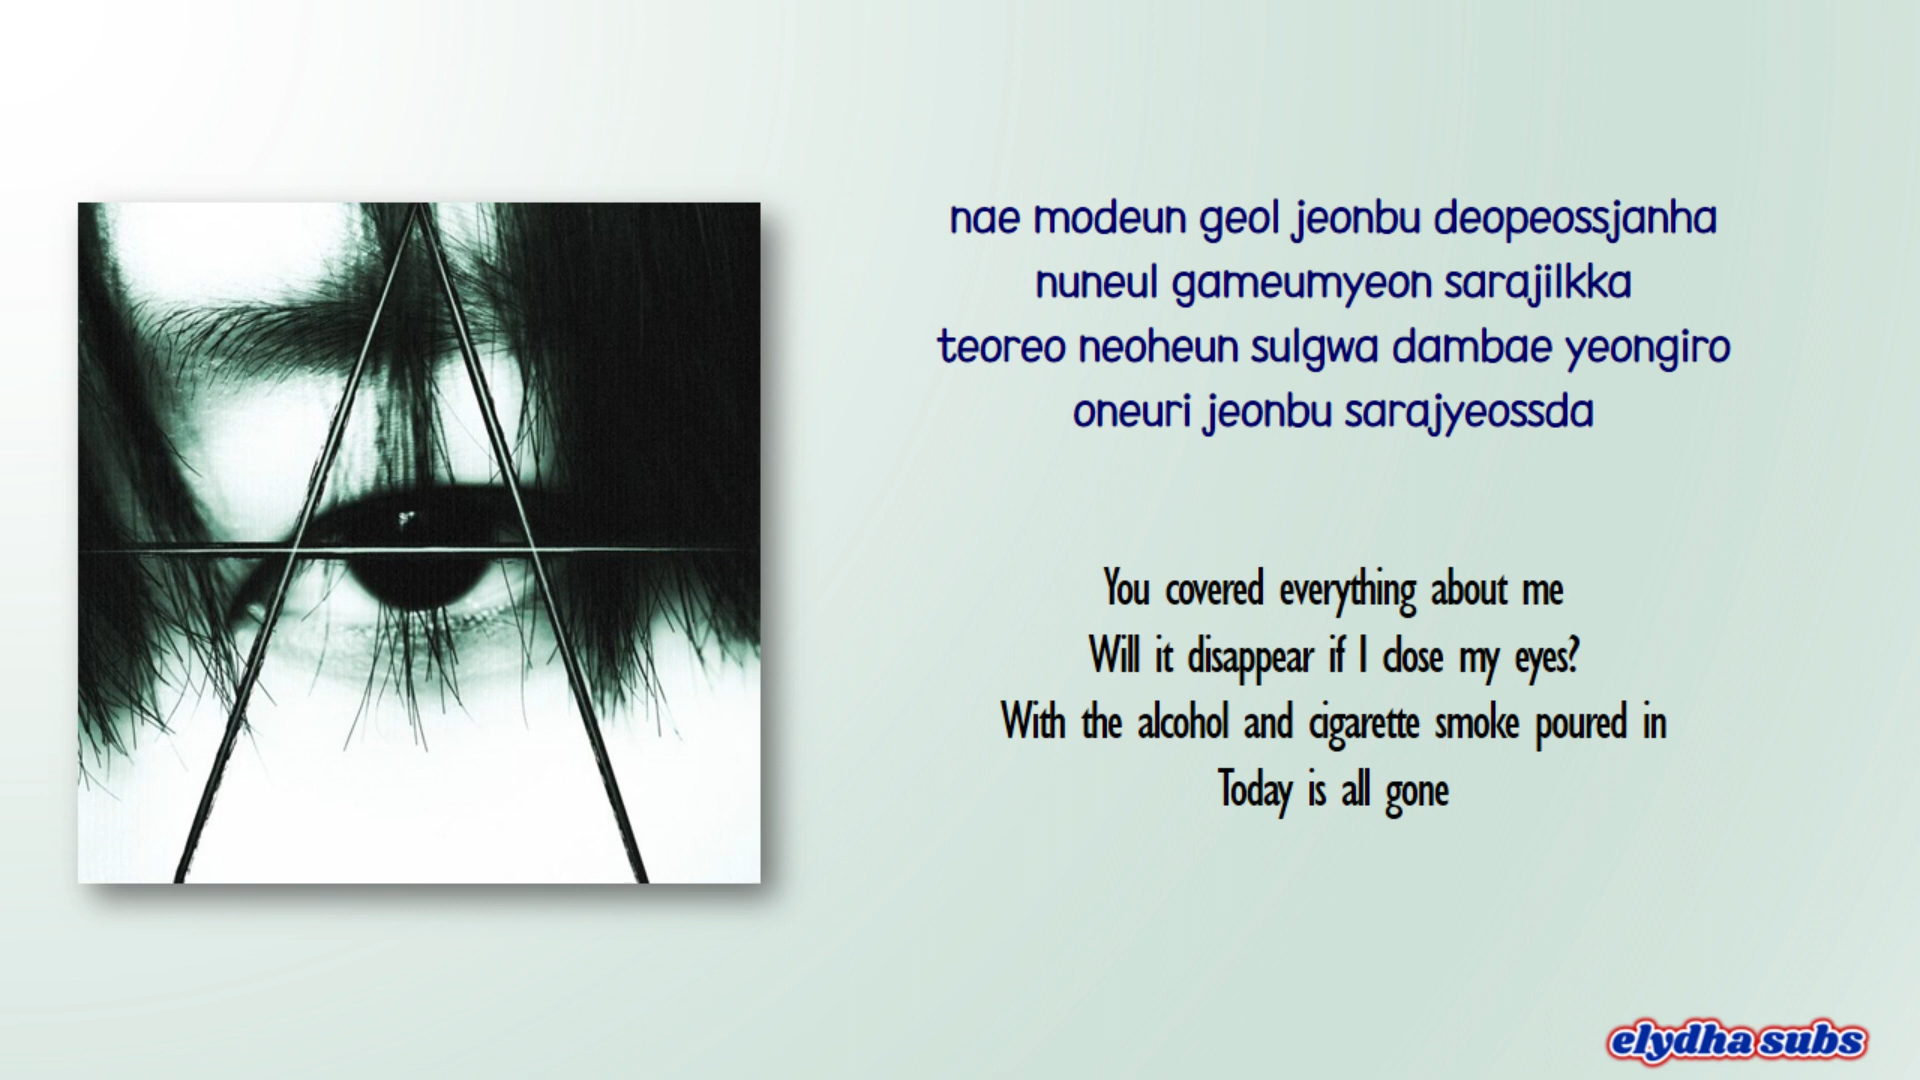 nae modeun geol jeonbu deopeossjanha
nuneul gameumyeon sarajilkka
teoreo neoheun sulgwa dambae yeongiro
oneuri jeonbu sarajyeossda
You covered everything about me
Will it disappear if I close my eyes?
With the alcohol and cigarette smoke poured in
Today is all gone
elydha subs